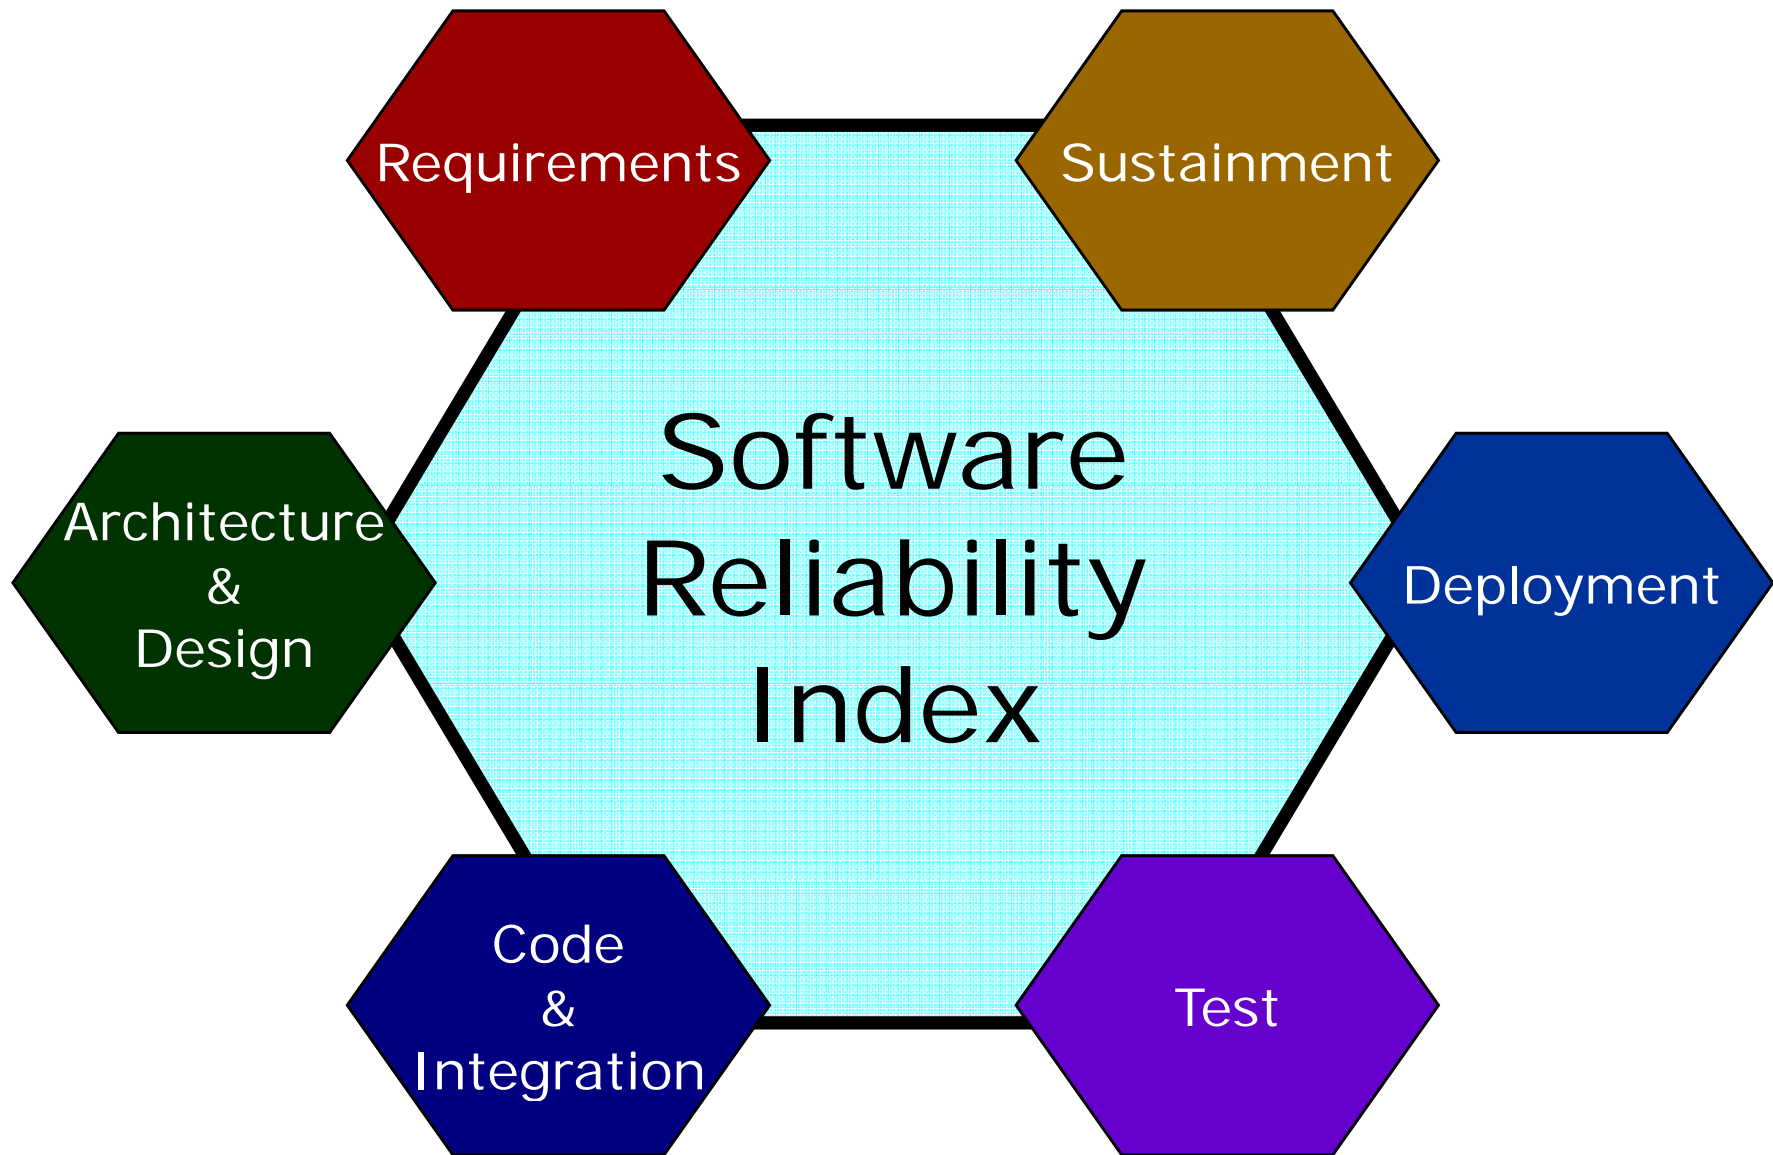 Requirements
Sustainment
Software
Reliability
Index
Architecture
&
Design
Deployment
Code
&
Integration
Test